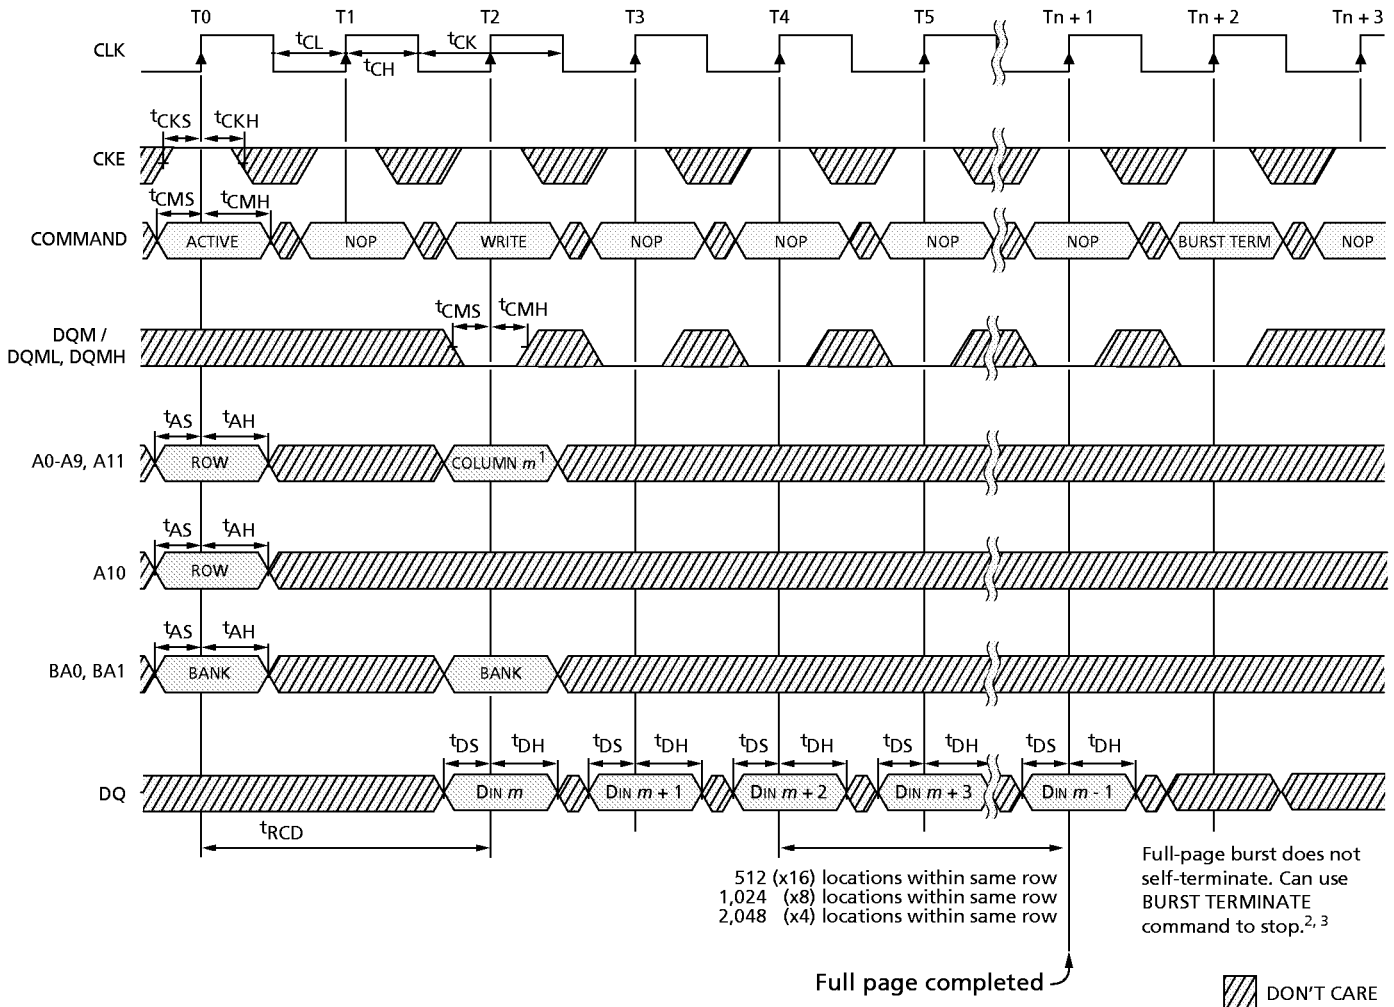 T0 T1 T2 T3 T4 T5 Tn + 1 Tn + 2 Tn + 3
CLK tCL tCH tCK
tCKS tCKH
CKE
tCMS tCMH
COMMAND ACTIVE NOP WRITE NOP NOP NOP NOP BURST TERM NOP
tCMS tCMH
DQM /
DQML, DQMH
tAS tAH
A0-A9, A11 ROW COLUMN m1
tAS tAH
A10 ROW
tAS tAH
BA0, BA1 BANK BANK
tDS tDH tDS tDH tDS tDH tDS tDH tDS tDH
DQ DIN m DIN m + 1 DIN m + 2 DIN m + 3 DIN m - 1
tRCD
512 (x16) locations within same row
1,024 (x8) locations within same row
2,048 (x4) locations within same row
Full-page burst does not
self-terminate. Can use
BURST TERMINATE
command to stop.2, 3
Full page completed
DON'T CARE